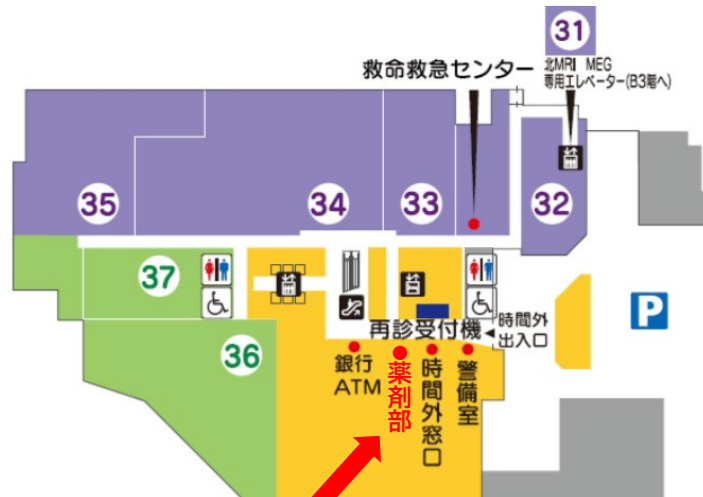 31
北MRI MEG
専用エレベーター(B3階へ)
救命救急センター
35
34
33
32
37
36
再診受付機
時間外
出入口
P
銀行
ATM
薬剤部
時間外窓口
警備室